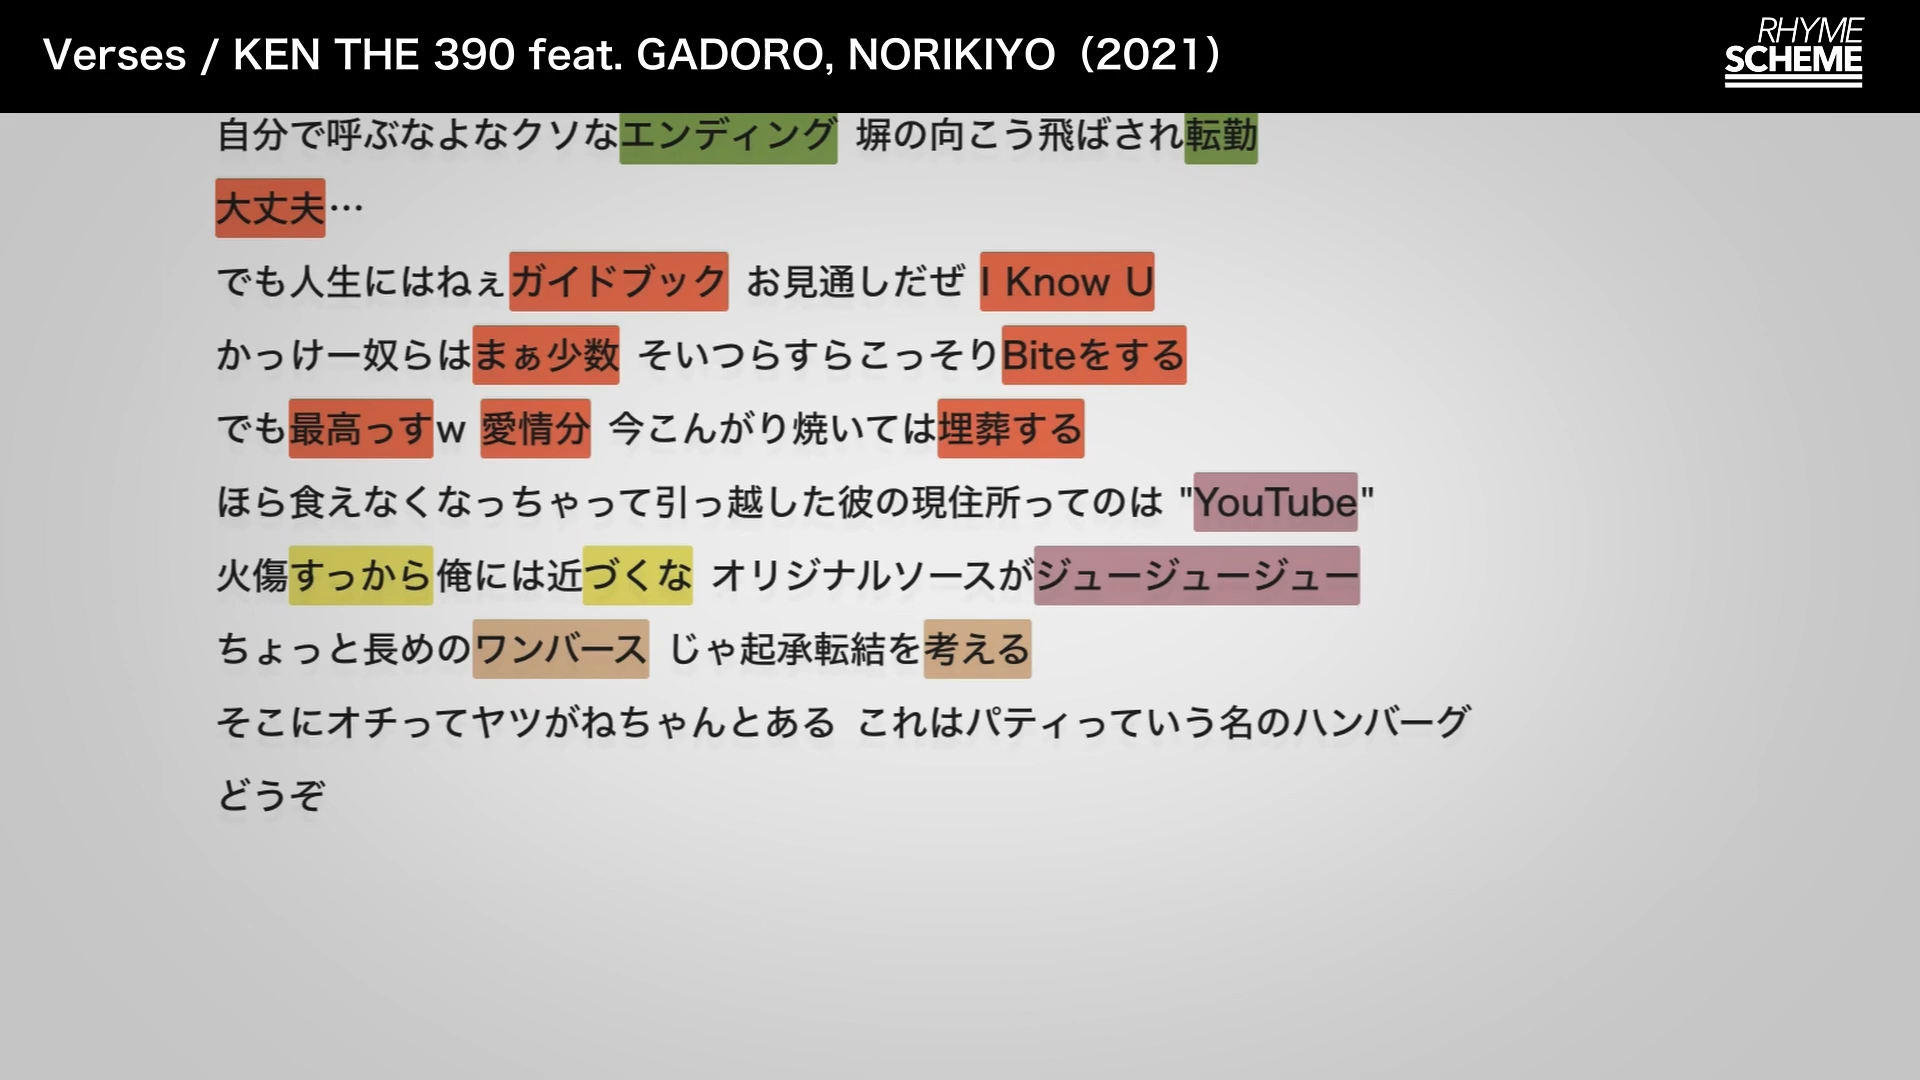 Verses / KEN THE 390 feat. GADORO, NORIKIYO（2021）
RHYME
SCHEME
自分で呼ぶなよなクソなエンディング 塀の向こう飛ばされ転勤
大丈夫…
でも人生にはねぇガイドブック お見通しだぜ I Know U
かっけー奴らはまぁ少数 そいつらすらこっそりBiteをする
でも最高っすw 愛情分 今こんがり焼いては埋葬する
ほら食えなくなっちゃって引っ越した彼の現住所ってのは "YouTube"
火傷すっから俺には近づくな オリジナルソースがジュージュージュー
ちょっと長めのワンバース じゃ起承転結を考える
そこにオチってヤツがねちゃんとある これはパティっていう名のハンバーグ
どうぞ